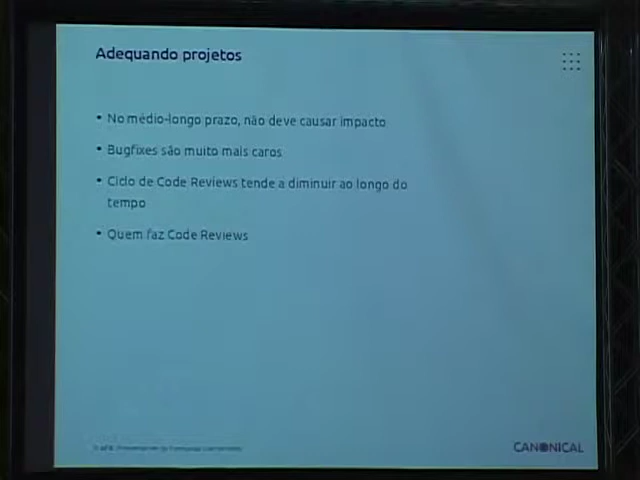 Adequando projetos
• No médio-longo prazo, não deve causar impacto
• Bugfixes são muito mais caros
• Ciclo de Code Reviews tende a diminuir ao longo do
tempo
• Quem faz Code Reviews
CANONICAL